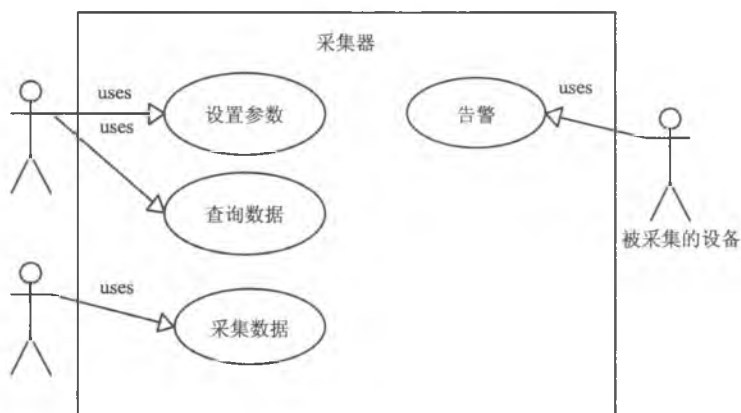 采集器
uses
设置参数
uses
告警
uses
查询数据
被采集的设备
uses
采集数据